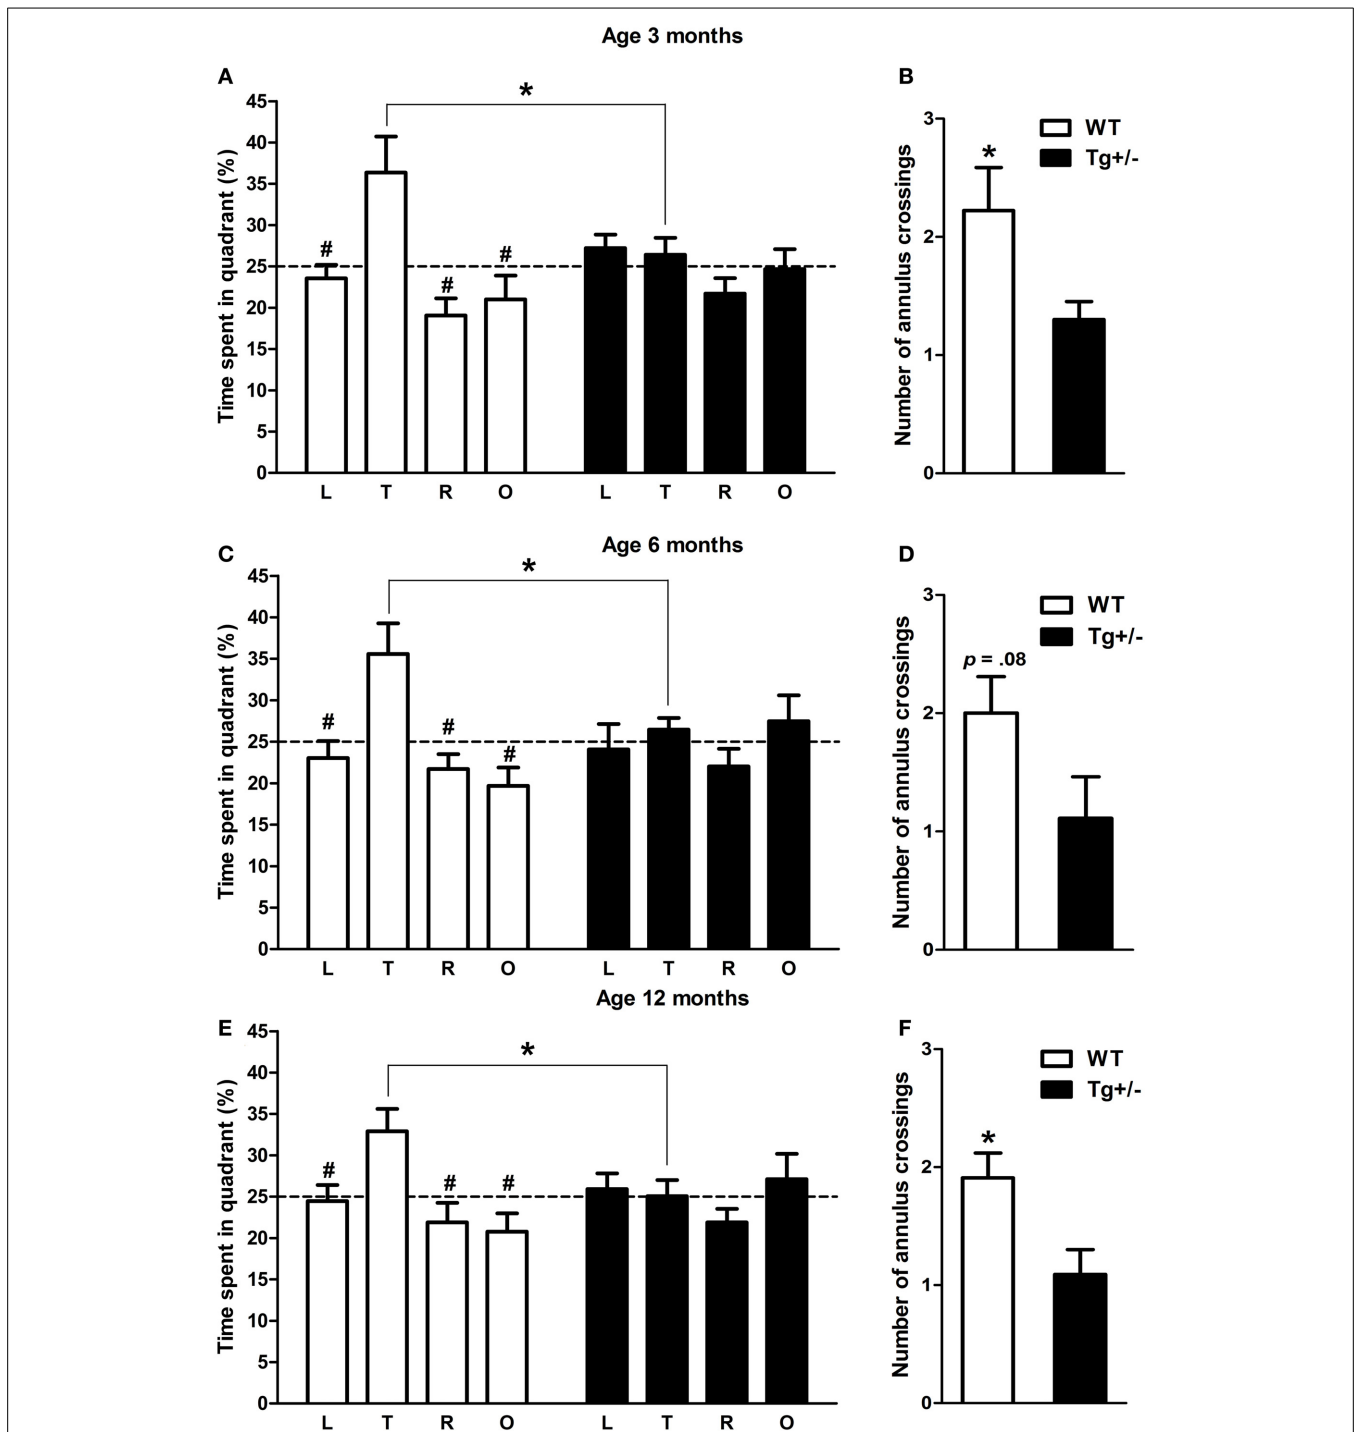 Age 3 months
A
*
Time spent in quadrant (%)
45
40
35
30
25
20
15
10
5
0
#
#
#
L T R O L T R O
B
Number of annulus crossings
3
2
1
0
*
WT
Tg+/-
Age 6 months
C
*
Time spent in quadrant (%)
45
40
35
30
25
20
15
10
5
0
#
#
#
L T R O L T R O
D
Number of annulus crossings
3
2
1
0
p = .08
WT
Tg+/-
Age 12 months
E
*
Time spent in quadrant (%)
45
40
35
30
25
20
15
10
5
0
#
#
#
L T R O L T R O
F
Number of annulus crossings
3
2
1
0
*
WT
Tg+/-